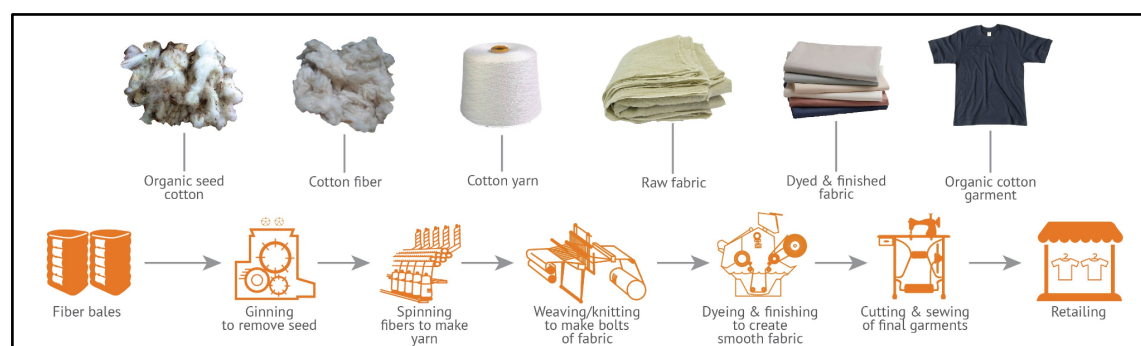 Organic seed
cotton
Cotton fiber
Cotton yarn
Raw fabric
Dyed & finished
fabric
Organic cotton
garment
Fiber bales
Ginning
to remove seed
Spinning
fibers to make
yarn
Weaving/knitting
to make bolts
of fabric
Dyeing & finishing
to create
smooth fabric
Cutting & sewing
of final garments
Retailing